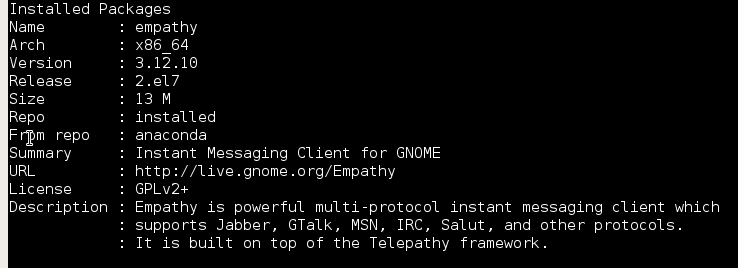 Installed Packages
Name        : empathy
Arch        : x86_64
Version     : 3.12.10
Release     : 2.el7
Size        : 13 M
Repo        : installed
From repo   : anaconda
Summary     : Instant Messaging Client for GNOME
URL         : http://live.gnome.org/Empathy
License     : GPLv2+
Description : Empathy is powerful multi-protocol instant messaging client which
            : supports Jabber, GTalk, MSN, IRC, Salut, and other protocols.
            : It is built on top of the Telepathy framework.